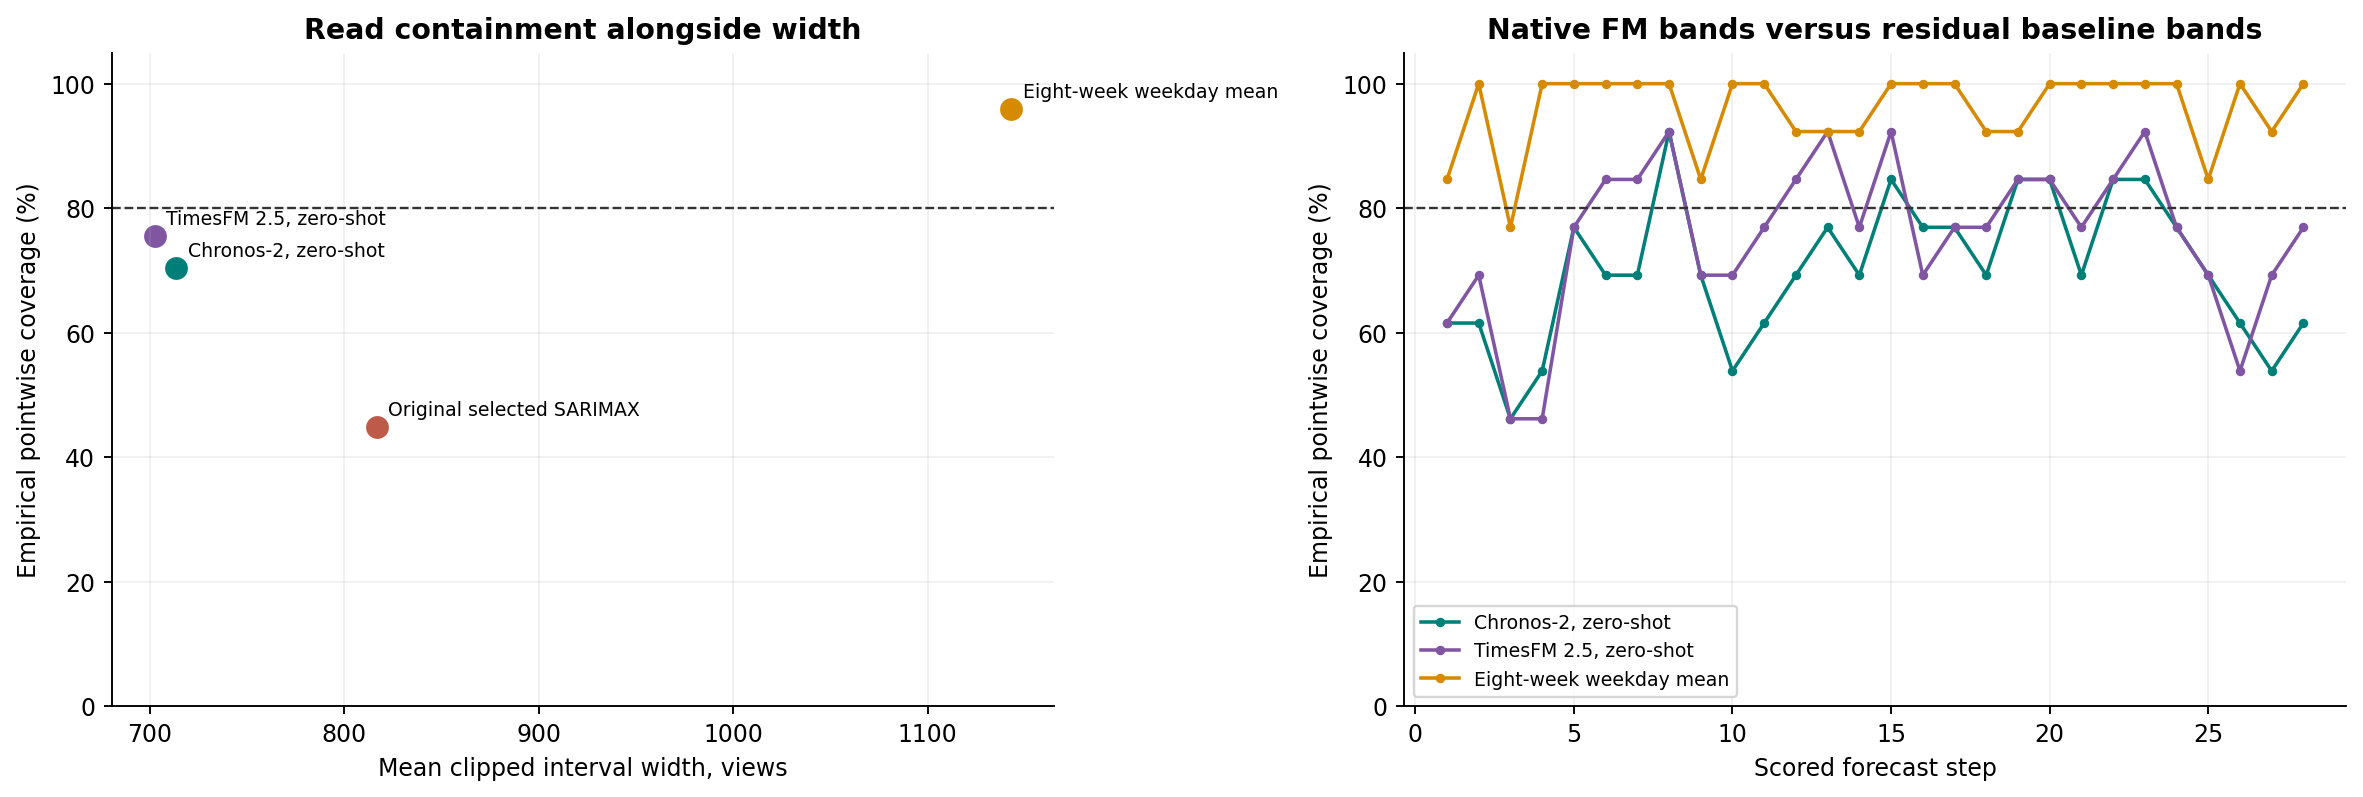 Read containment alongside width
Empirical pointwise coverage (%)
100
80
60
40
20
0
Eight-week weekday mean
TimesFM 2.5, zero-shot
Chronos-2, zero-shot
Original selected SARIMAX
700 800 900 1000 1100
Mean clipped interval width, views
Native FM bands versus residual baseline bands
Empirical pointwise coverage (%)
100
80
60
40
20
0
Chronos-2, zero-shot
TimesFM 2.5, zero-shot
Eight-week weekday mean
0 5 10 15 20 25
Scored forecast step